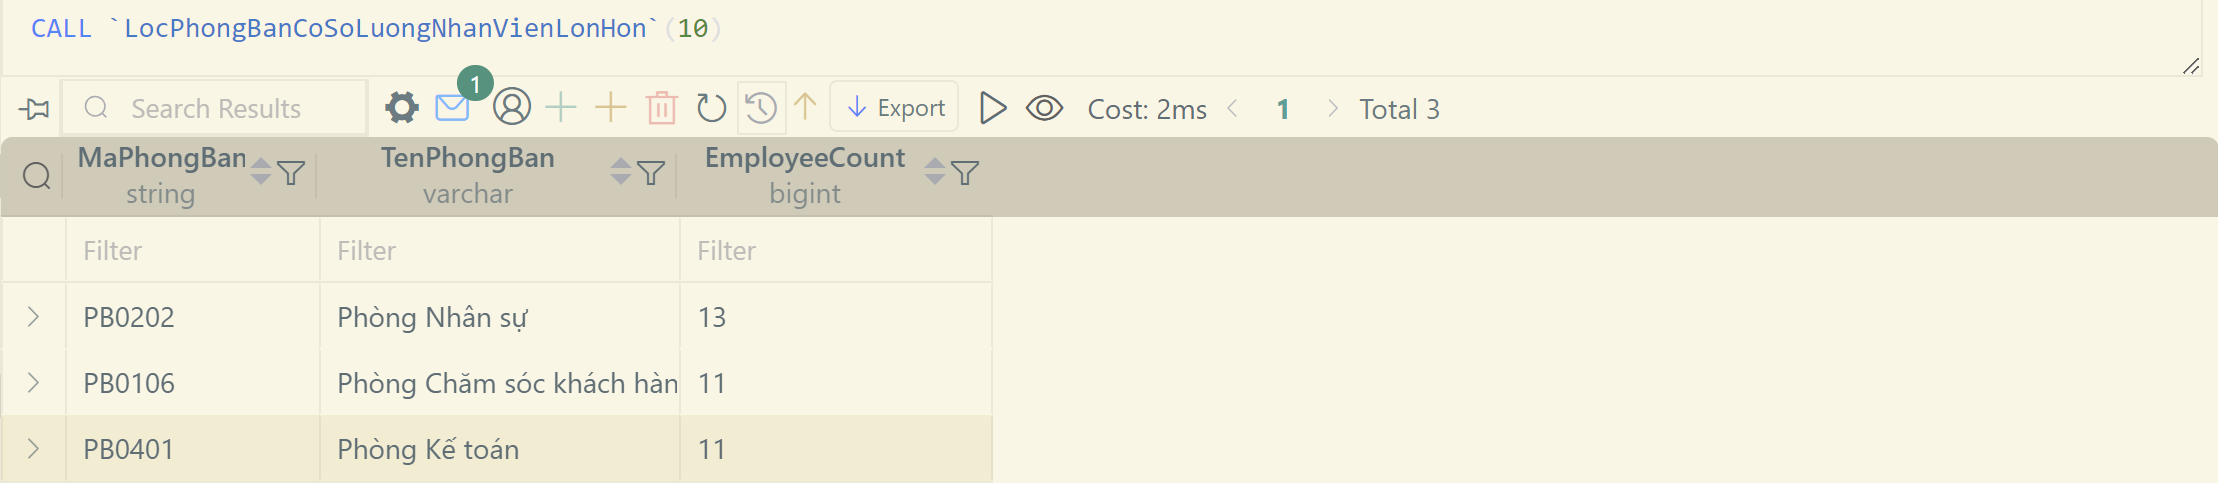 CALL `LocPhongBanCoSoLuongNhanVienLonHon`(10)
Search Results 1 Export Cost: 2ms 1 Total 3
MaPhongBan TenPhongBan EmployeeCount
string varchar bigint
Filter Filter Filter
PB0202 Phòng Nhân sự 13
PB0106 Phòng Chăm sóc khách hàn 11
PB0401 Phòng Kế toán 11